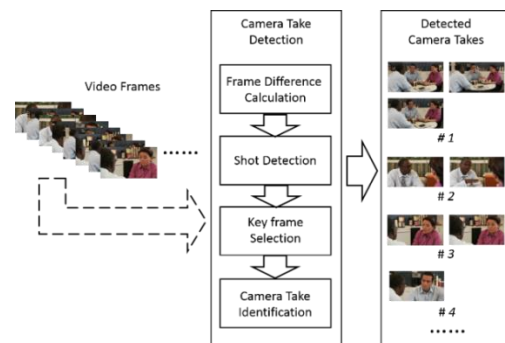 Video Frames
......
Camera Take
Detection
Frame Difference
Calculation
Shot Detection
Key frame
Selection
Camera Take
Identification
Detected
Camera Takes
# 1
# 2
# 3
# 4
......